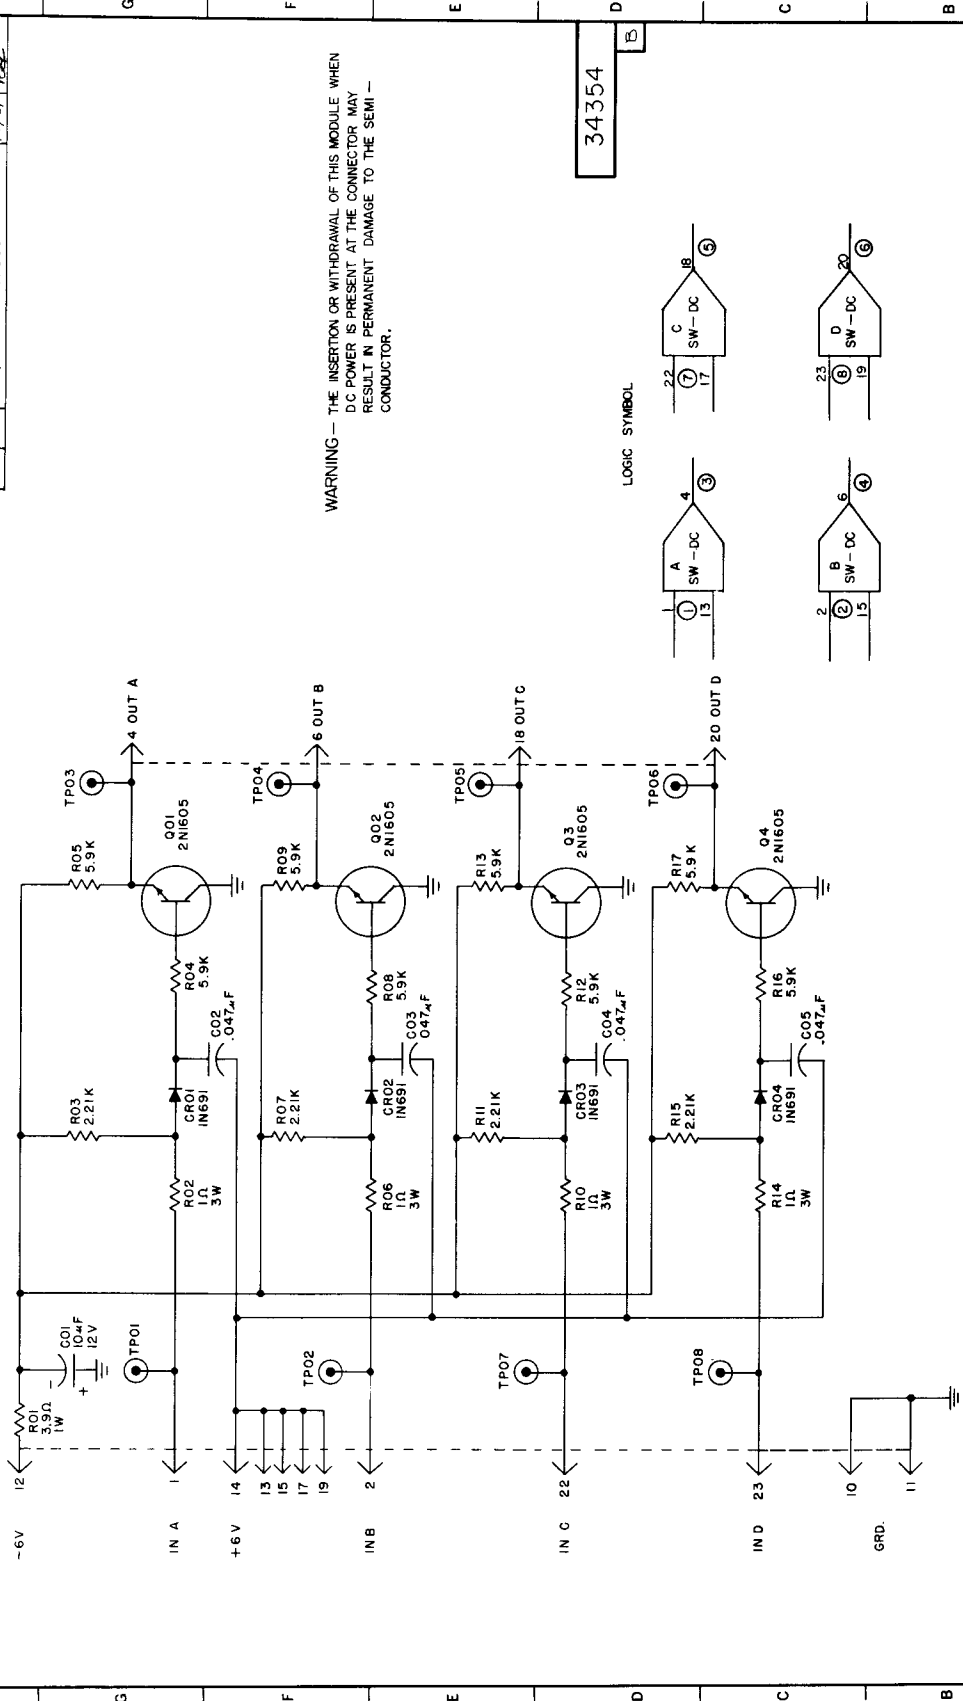 G
F
E
D
C
B
34354
B
WARNING — THE INSERTION OR WITHDRAWAL OF THIS MODULE WHEN
DC POWER IS PRESENT AT THE CONNECTOR MAY
RESULT IN PERMANENT DAMAGE TO THE SEMI –
CONDUCTOR.
-6V
12
R01
3.9Ω
1W
C01
10µF
12V
-
+
R03
2.21K
R05
5.9K
TP03
4 OUT A
TP01
IN A
1
R02
1Ω
3W
CR01
1N691
R04
5.9K
Q01
2N1605
C02
.047µF
+6V
14
13
15
17
19
R07
2.21K
R09
5.9K
TP04
6 OUT B
TP02
IN B
2
R06
1Ω
3W
CR02
1N691
R08
5.9K
Q02
2N1605
C03
.047µF
R11
2.21K
R13
5.9K
TP05
18 OUT C
TP07
IN C
22
R10
1Ω
3W
CR03
1N691
R12
5.9K
Q3
2N1605
C04
.047µF
R15
2.21K
R17
5.9K
TP06
20 OUT D
TP08
IN D
23
R14
1Ω
3W
CR04
1N691
R16
5.9K
Q4
2N1605
C05
.047µF
GRD.
10
11
LOGIC SYMBOL
1
1
13
A
SW-DC
4
3
22
7
17
C
SW-DC
18
5
2
2
15
B
SW-DC
6
4
23
8
19
D
SW-DC
20
6
G
F
E
D
C
B